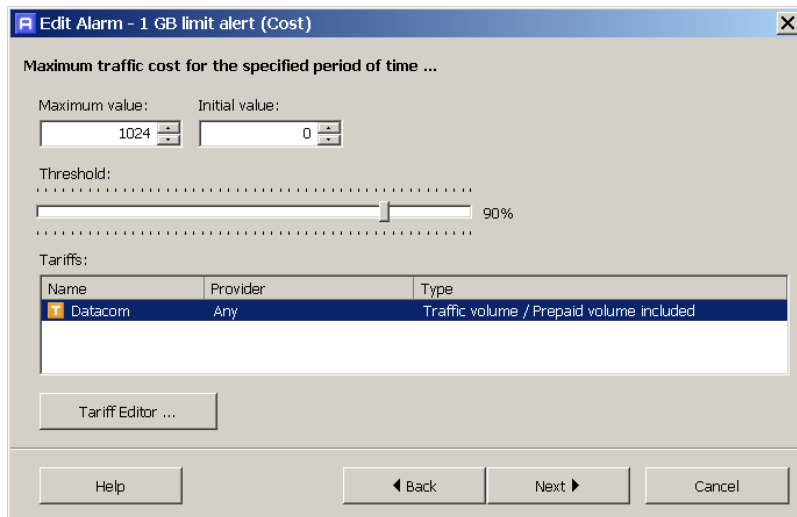 A Edit Alarm - 1 GB limit alert (Cost)
Maximum traffic cost for the specified period of time ...
Maximum value: Initial value:
1024 0
Threshold:
90%
Tariffs:
Name Provider Type
T Datacom Any Traffic volume / Prepaid volume included
Tariff Editor ...
Help Back Next Cancel